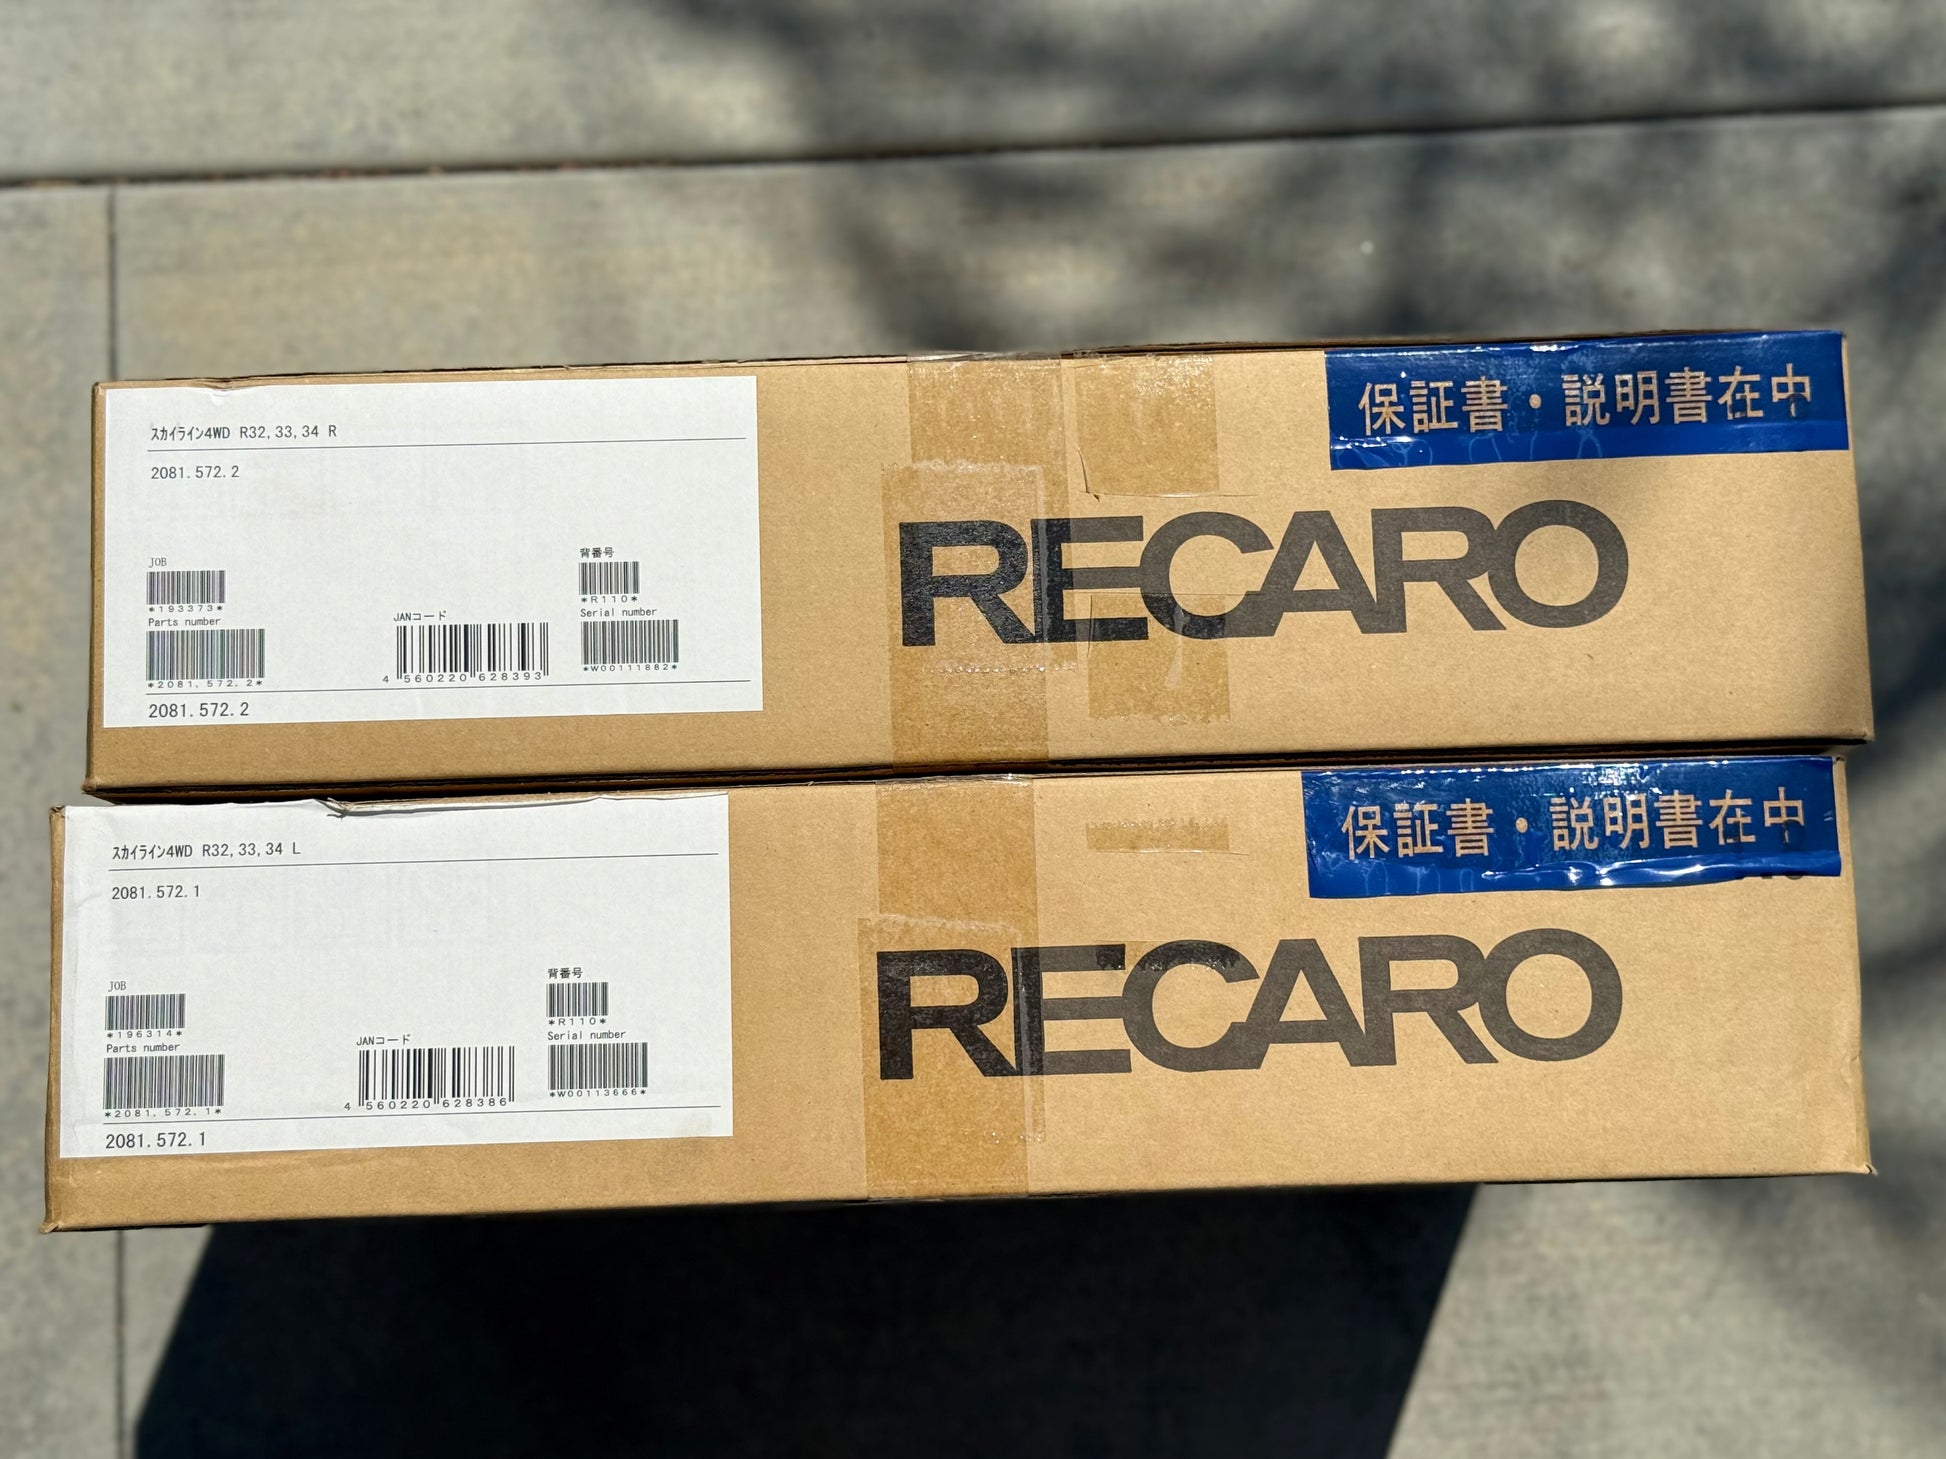 ｽｶｲﾗｲﾝ4WD R32,33,34 R
2081.572.2
JOB
*193373*
Parts number
*2081.572.2*
JANコード
4 560220 628393
背番号
*R110*
Serial number
*W00111882*
2081.572.2
保証書・説明書在中
RECARO
ｽｶｲﾗｲﾝ4WD R32,33,34 L
2081.572.1
JOB
*196314*
Parts number
*2081.572.1*
JANコード
4 560220 628386
背番号
*R110*
Serial number
*W00113666*
2081.572.1
保証書・説明書在中
RECARO